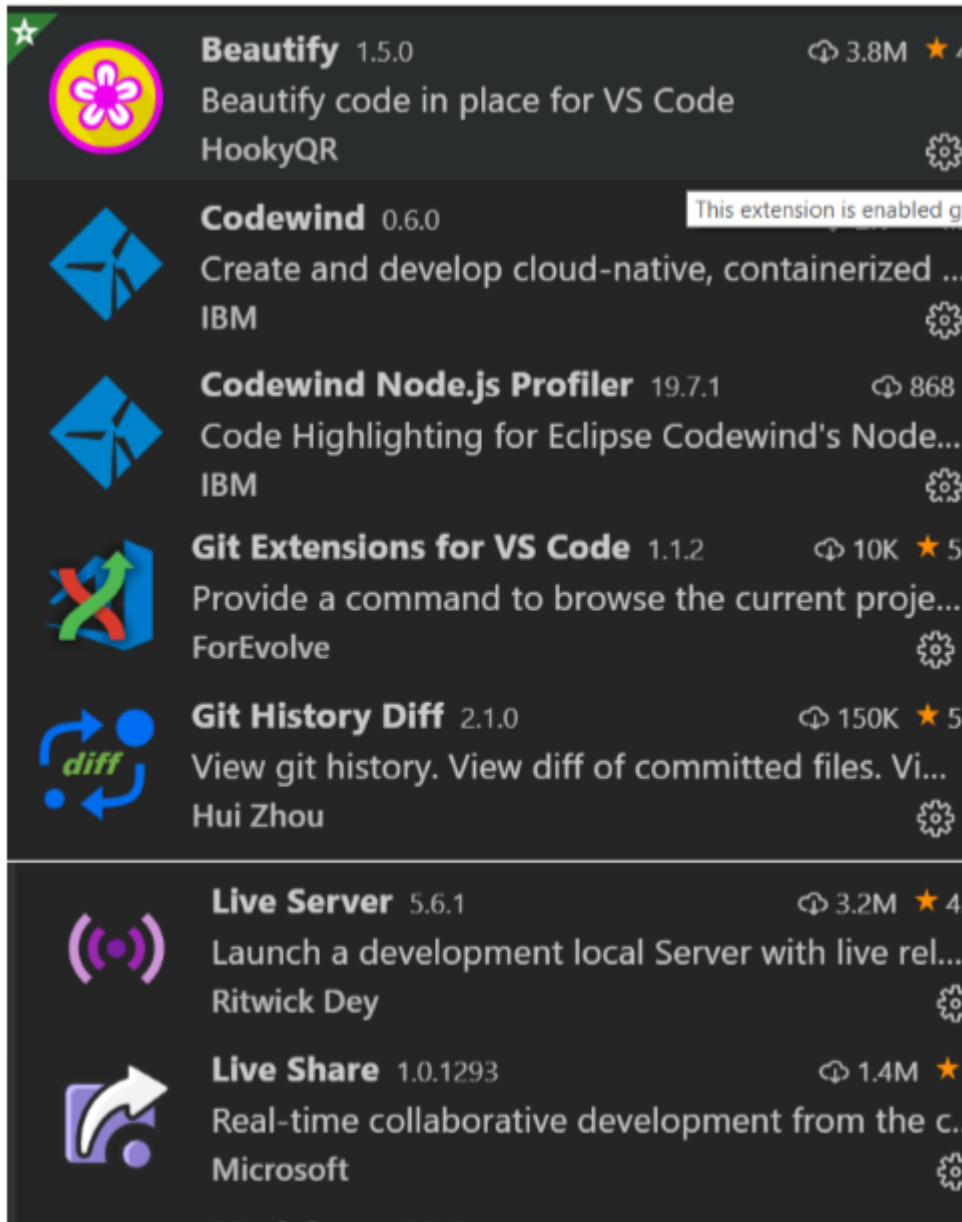 Beautify 1.5.0 3.8M
Beautify code in place for VS Code
HookyQR
This extension is enabled g
Codewind 0.6.0
Create and develop cloud-native, containerized ...
IBM
Codewind Node.js Profiler 19.7.1 868
Code Highlighting for Eclipse Codewind's Node...
IBM
Git Extensions for VS Code 1.1.2 10K 5
Provide a command to browse the current proje...
ForEvolve
diff
Git History Diff 2.1.0 150K 5
View git history. View diff of committed files. Vi...
Hui Zhou
Live Server 5.6.1 3.2M 4
Launch a development local Server with live rel...
Ritwick Dey
Live Share 1.0.1293 1.4M
Real-time collaborative development from the c..
Microsoft